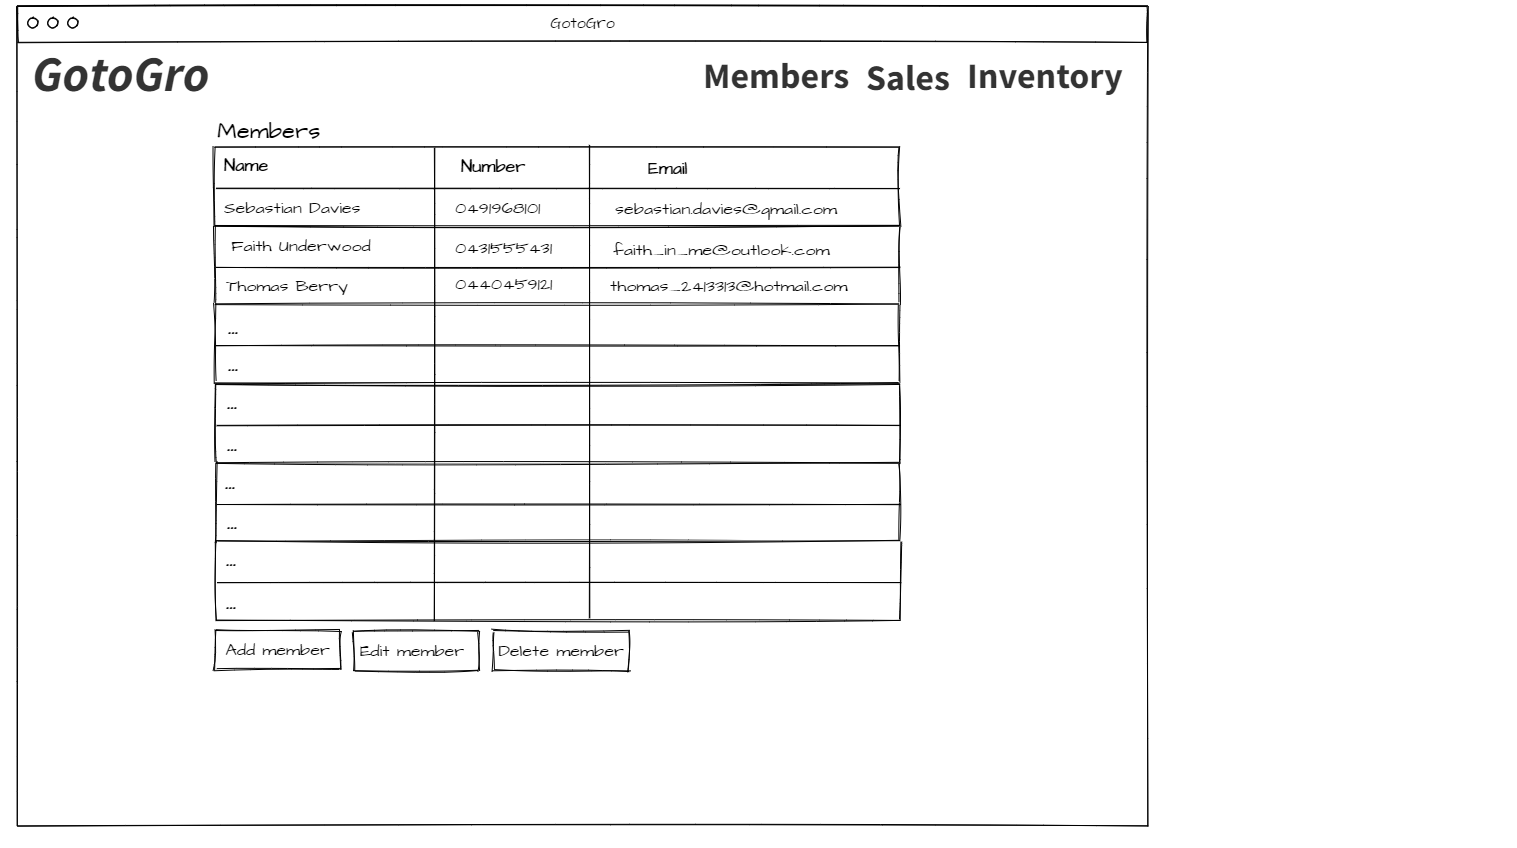 GotoGro
GotoGro
Members Sales Inventory
Members
Name Number Email
Sebastian Davies 0491968101 sebastian.davies@gmail.com
Faith Underwood 0431555431 faith_in_me@outlook.com
Thomas Berry 0440459121 thomas_2413313@hotmail.com
...
...
...
...
...
...
...
...
Add member Edit member Delete member